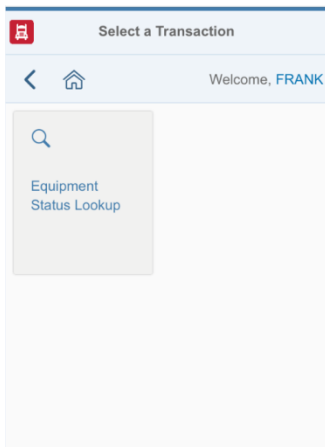 Select a Transaction
Welcome, FRANK
Equipment
Status Lookup